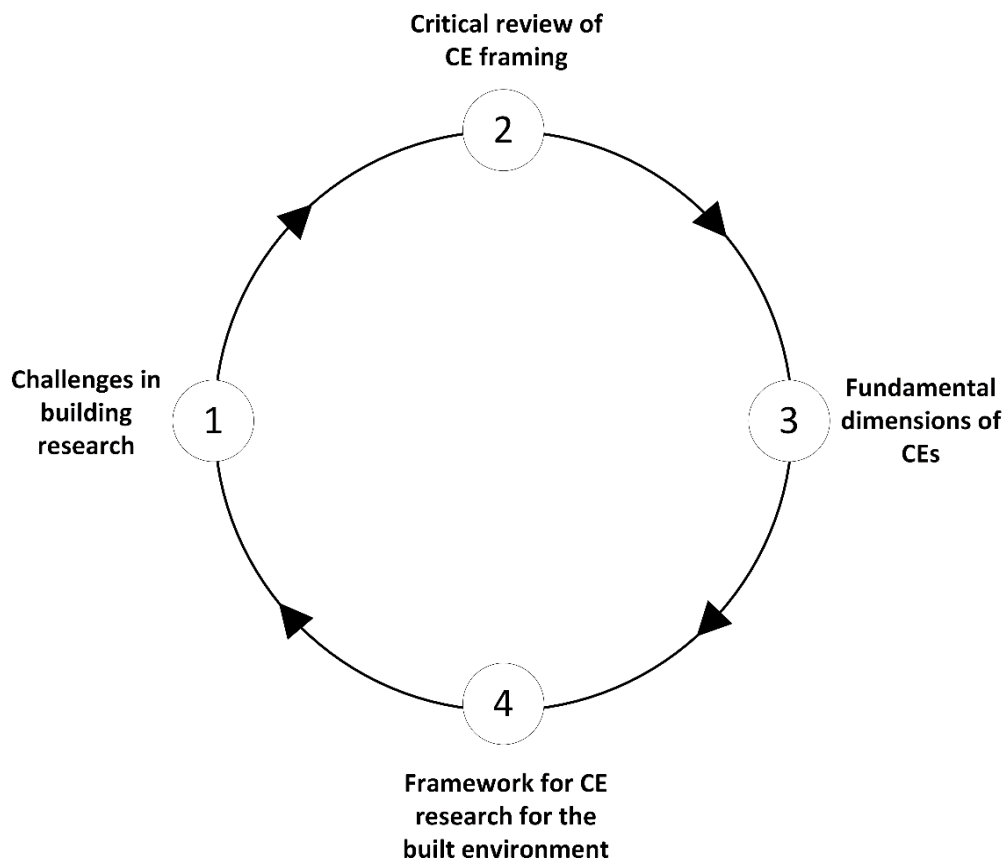 Critical review of
CE framing
2
Challenges in
building
research
1
3
Fundamental
dimensions of
CEs
4
Framework for CE
research for the
built environment